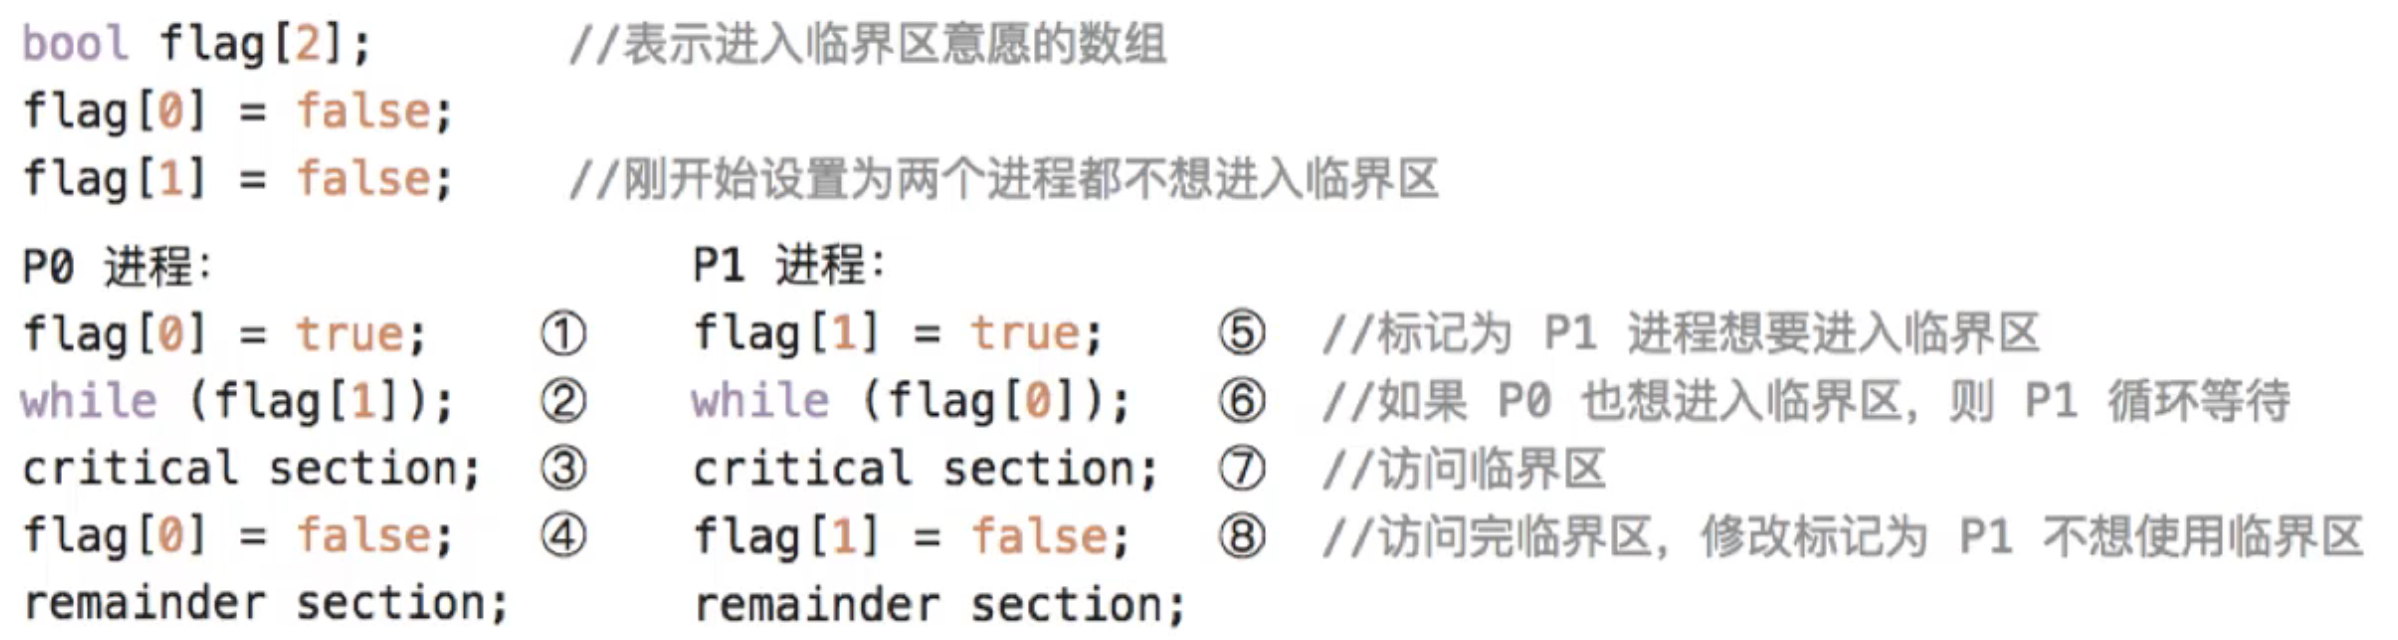 bool flag[2]; //表示进入临界区意愿的数组
flag[0] = false;
flag[1] = false; //刚开始设置为两个进程都不想进入临界区
P0 进程: P1 进程:
flag[0] = true; ① flag[1] = true; ⑤ //标记为 P1 进程想要进入临界区
while (flag[1]); ② while (flag[0]); ⑥ //如果 P0 也想进入临界区，则 P1 循环等待
critical section; ③ critical section; ⑦ //访问临界区
flag[0] = false; ④ flag[1] = false; ⑧ //访问完临界区，修改标记为 P1 不想使用临界区
remainder section; remainder section;